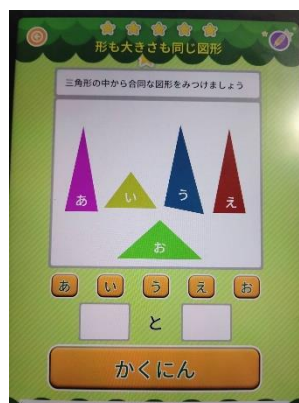 形も大きさも同じ図形
三角形の中から合同な図形をみつけましょう
あ い う え
お
あ い う え お
と
かくにん